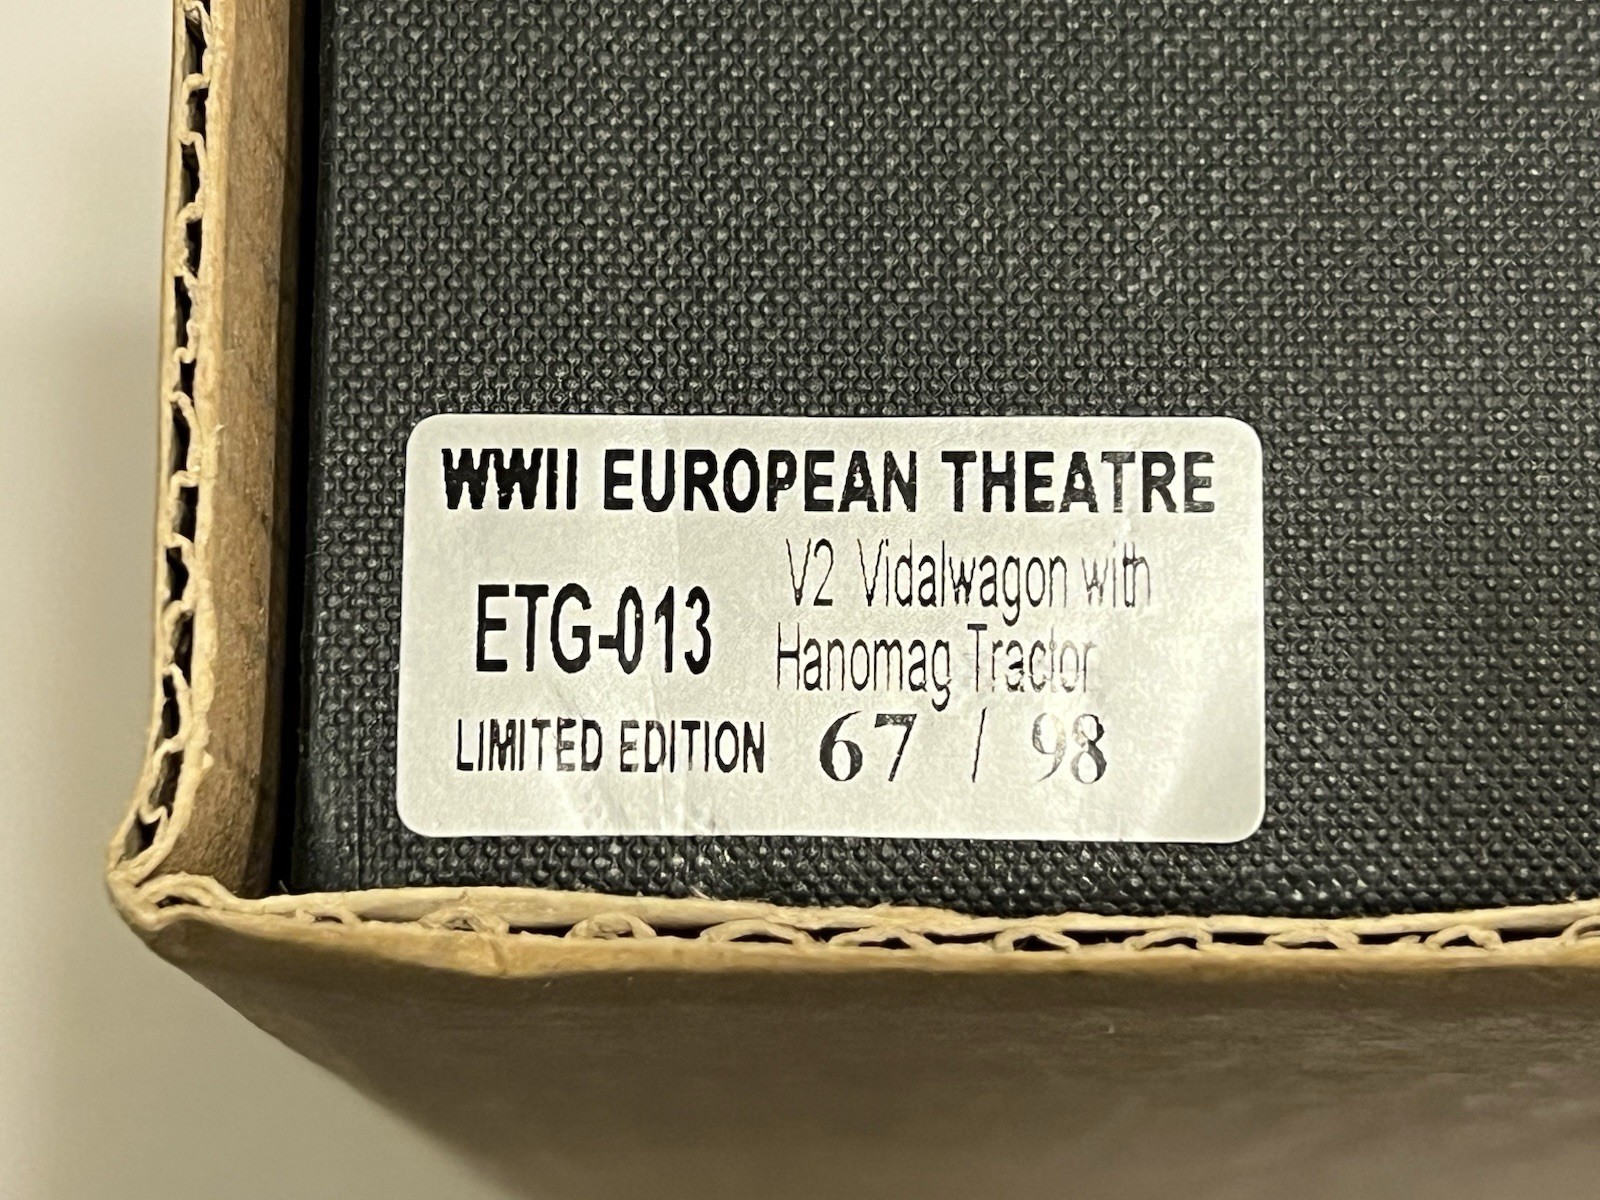 WWII EUROPEAN THEATRE
ETG-013
V2 Vidalwagon with
Hanomag Tractor
LIMITED EDITION 67 / 98